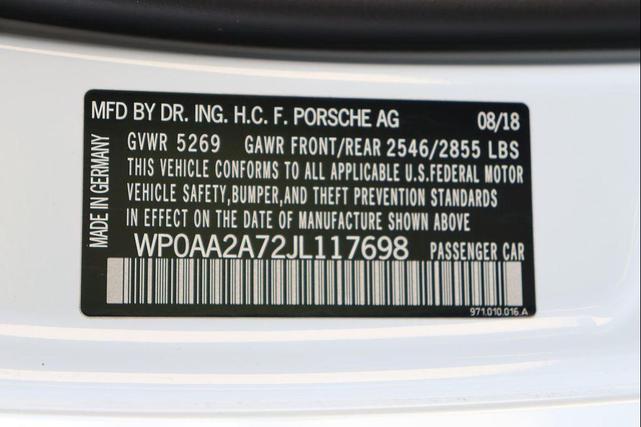 MFD BY DR. ING. H.C. F. PORSCHE AG 08/18
MADE IN GERMANY
GVWR 5269 GAWR FRONT/REAR 2546/2855 LBS
THIS VEHICLE CONFORMS TO ALL APPLICABLE U.S.FEDERAL MOTOR
VEHICLE SAFETY,BUMPER,AND THEFT PREVENTION STANDARDS
IN EFFECT ON THE DATE OF MANUFACTURE SHOWN ABOVE
WP0AA2A72JL117698 PASSENGER CAR
971.010.016.A